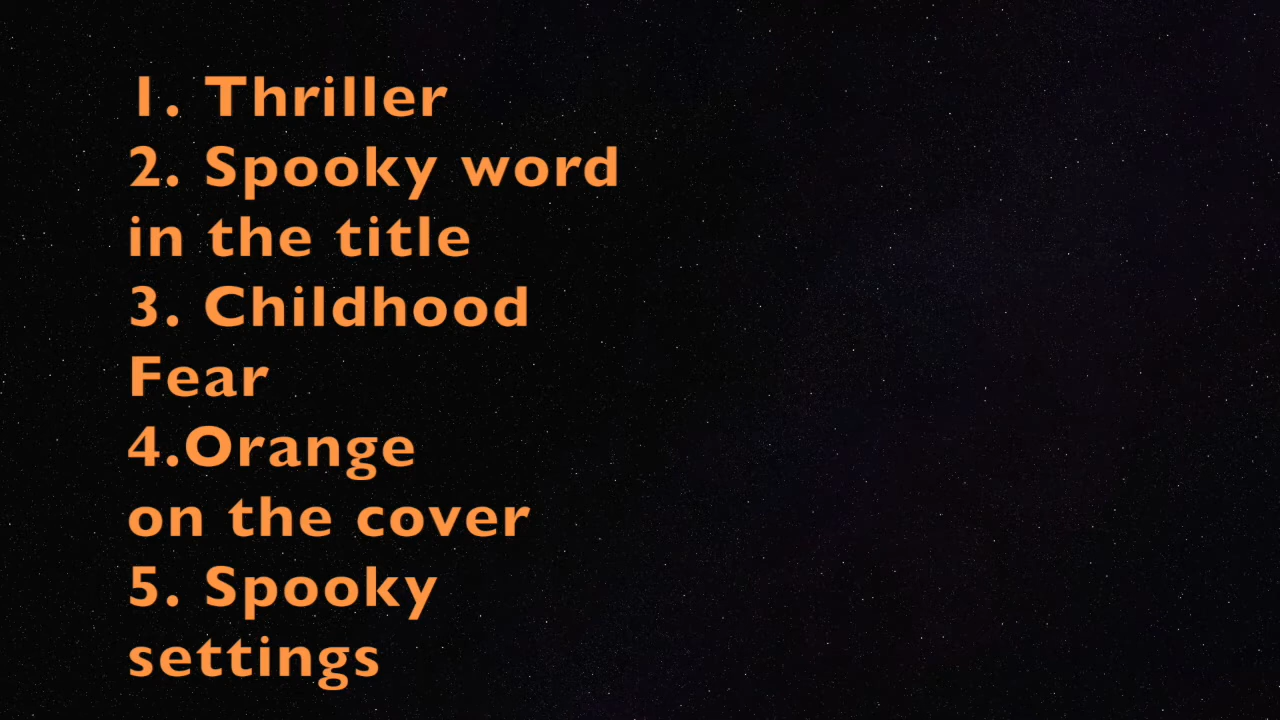 1. Thriller
2. Spooky word
in the title
3. Childhood
Fear
4.Orange
on the cover
5. Spooky
settings